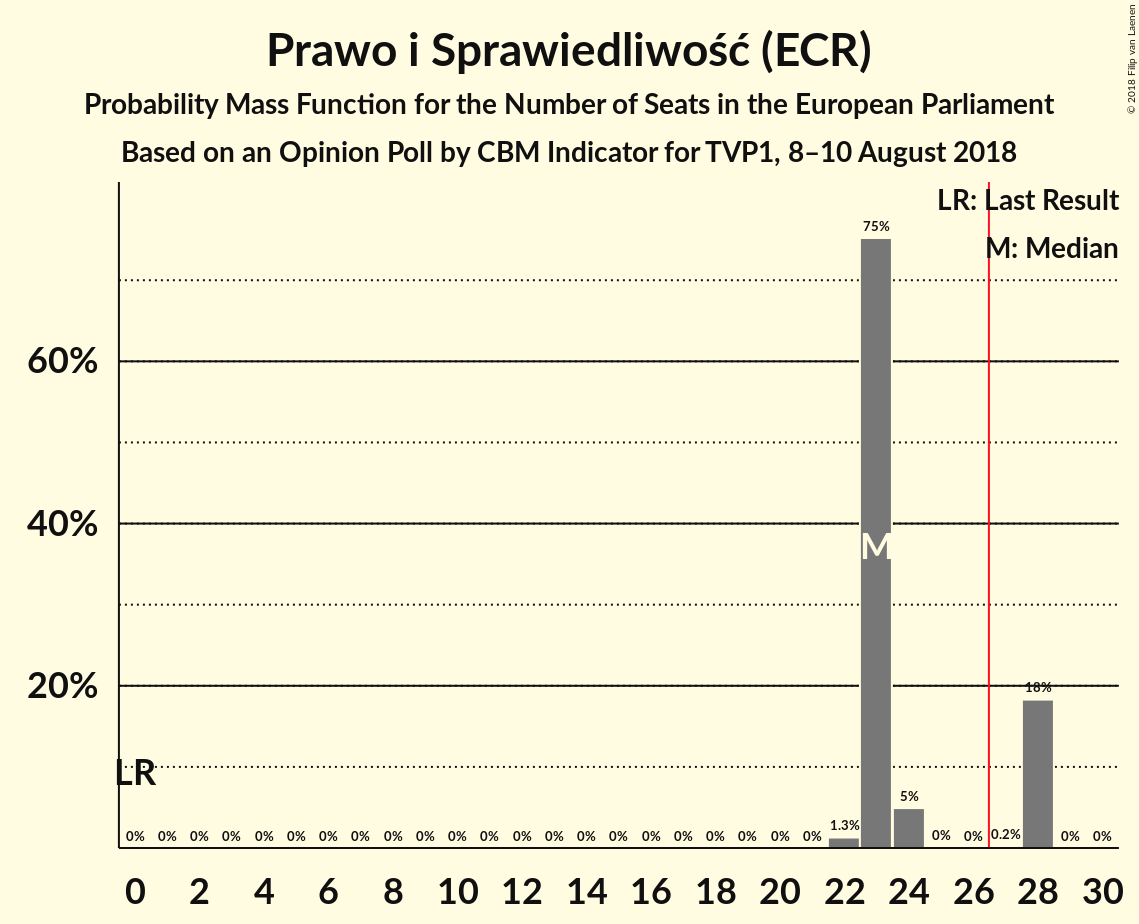 Prawo i Sprawiedliwość (ECR)
Probability Mass Function for the Number of Seats in the European Parliament
Based on an Opinion Poll by CBM Indicator for TVP1, 8–10 August 2018
© 2018 Filip van Laenen
LR: Last Result
M: Median
75%
60%
40%
M
20%
18%
LR
5%
0% 0% 0% 0% 0% 0% 0% 0% 0% 0% 0% 0% 0% 0% 0% 0% 0% 0% 0% 0% 0% 0% 1.3% 0% 0% 0.2% 0% 0%
0 2 4 6 8 10 12 14 16 18 20 22 24 26 28 30